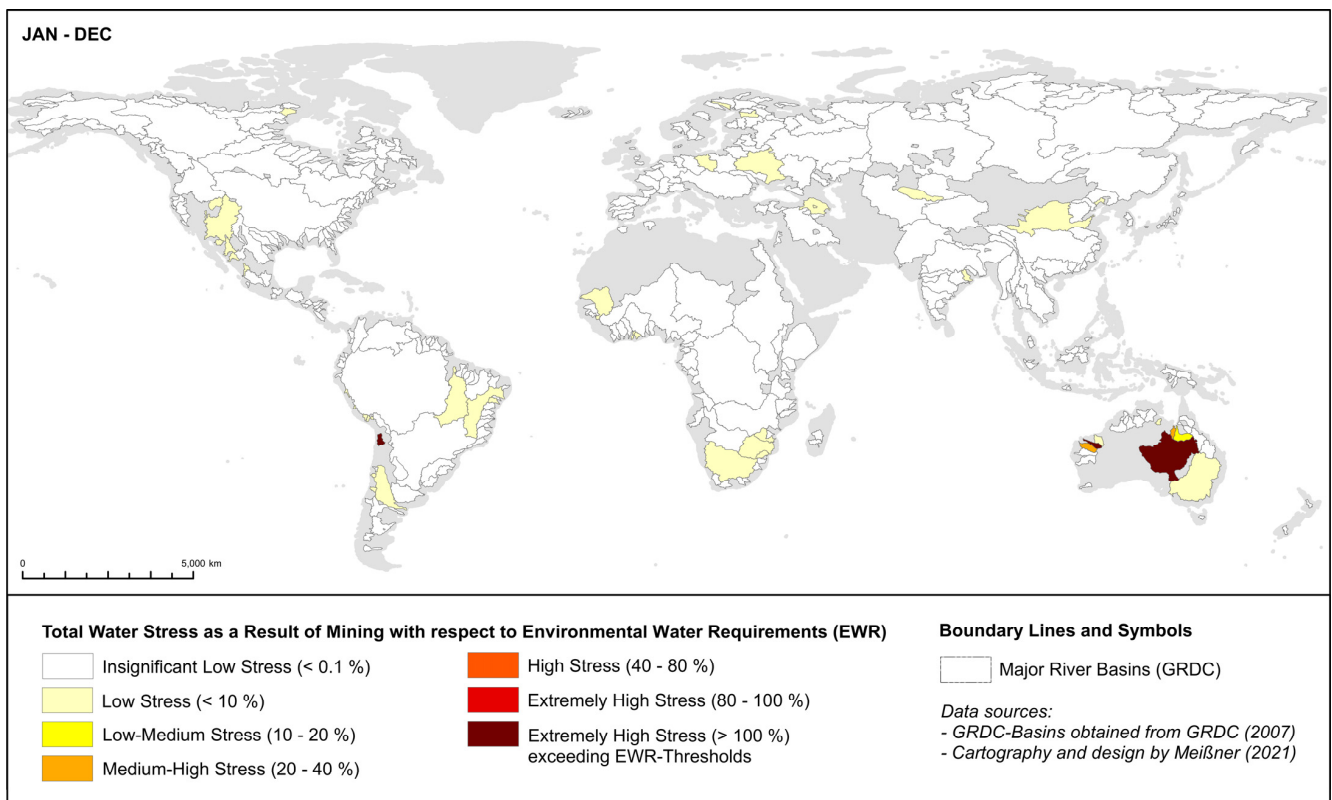 JAN - DEC
0
5,000 km
Total Water Stress as a Result of Mining with respect to Environmental Water Requirements (EWR)
Insignificant Low Stress (< 0.1 %)
Low Stress (< 10 %)
Low-Medium Stress (10 - 20 %)
Medium-High Stress (20 - 40 %)
High Stress (40 - 80 %)
Extremely High Stress (80 - 100 %)
Extremely High Stress (> 100 %)
exceeding EWR-Thresholds
Boundary Lines and Symbols
Major River Basins (GRDC)
Data sources:
- GRDC-Basins obtained from GRDC (2007)
- Cartography and design by Meißner (2021)